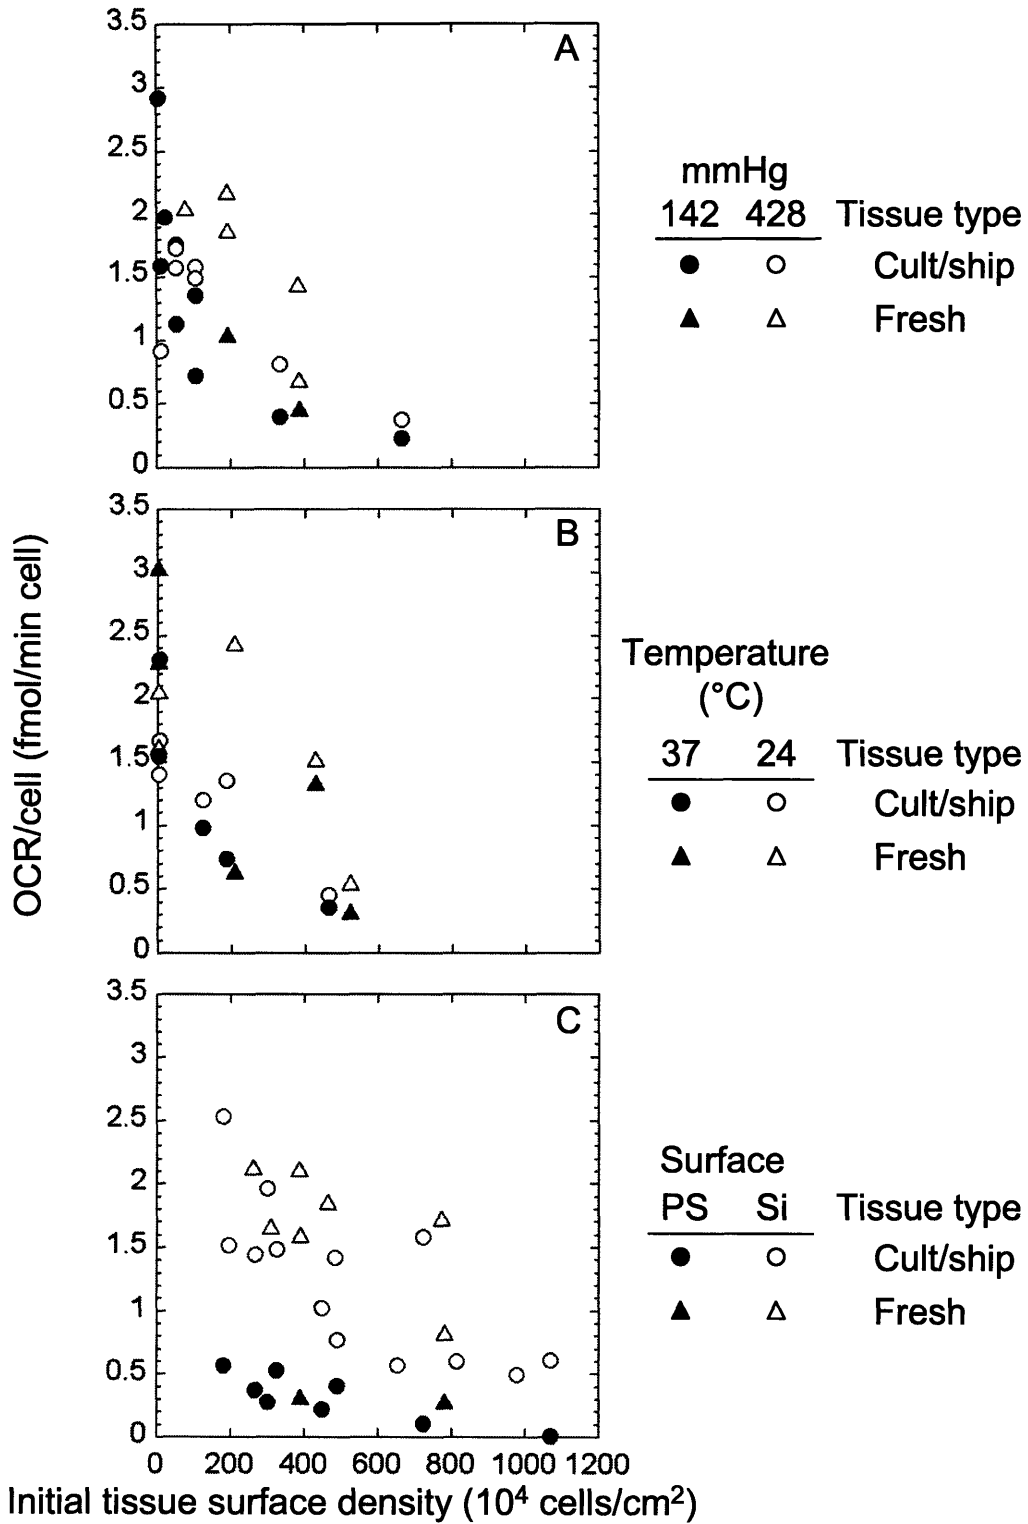 3.5
3
2.5
2
1.5
1
0.5
0
A
mmHg
142 428 Tissue type
Cult/ship
Fresh
OCR/cell (fmol/min cell)
3.5
3
2.5
2
1.5
1
0.5
0
B
Temperature
(°C)
37 24 Tissue type
Cult/ship
Fresh
3.5
3
2.5
2
1.5
1
0.5
0
C
Surface
PS Si Tissue type
Cult/ship
Fresh
0 200 400 600 800 1000 1200
Initial tissue surface density (10⁴ cells/cm²)